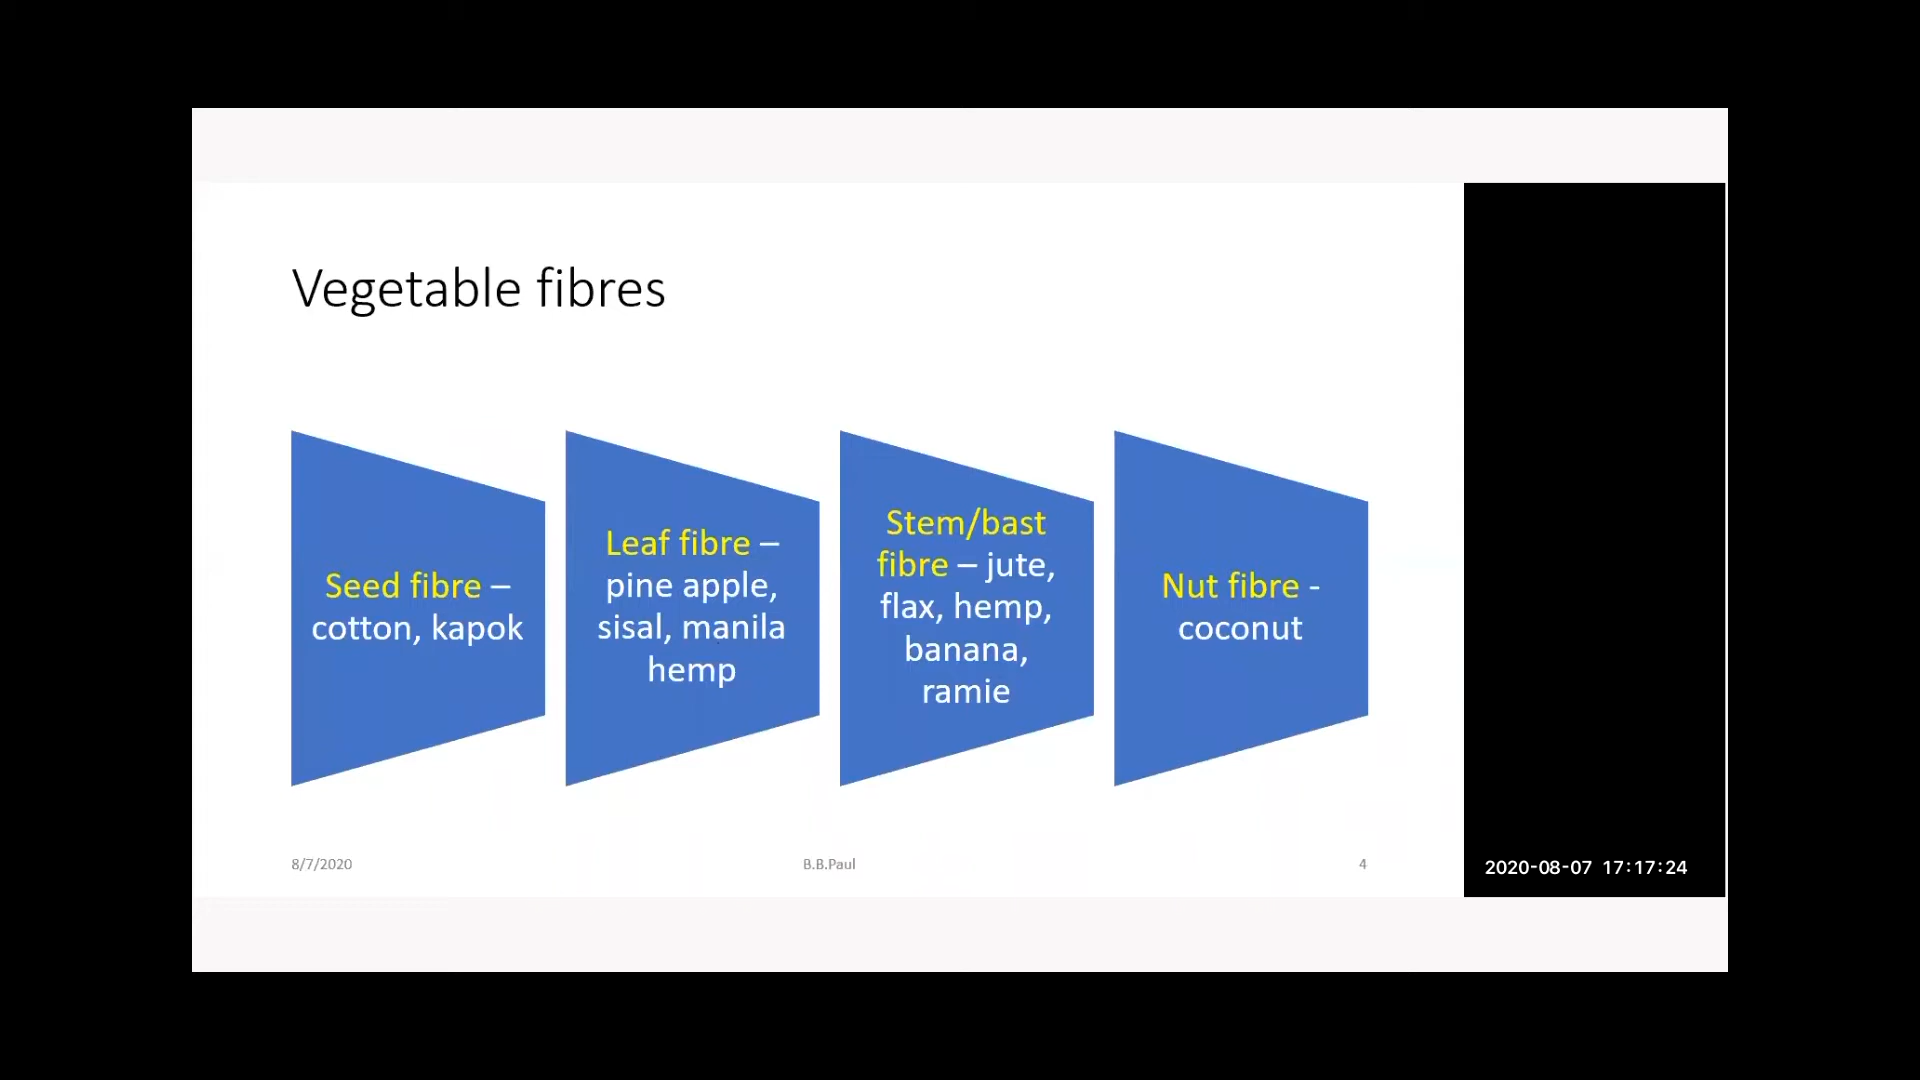 Vegetable fibres
Seed fibre –
cotton, kapok
Leaf fibre –
pine apple,
sisal, manila
hemp
Stem/bast
fibre – jute,
flax, hemp,
banana,
ramie
Nut fibre -
coconut
8/7/2020
B.B.Paul
4
2020-08-07 17:17:24